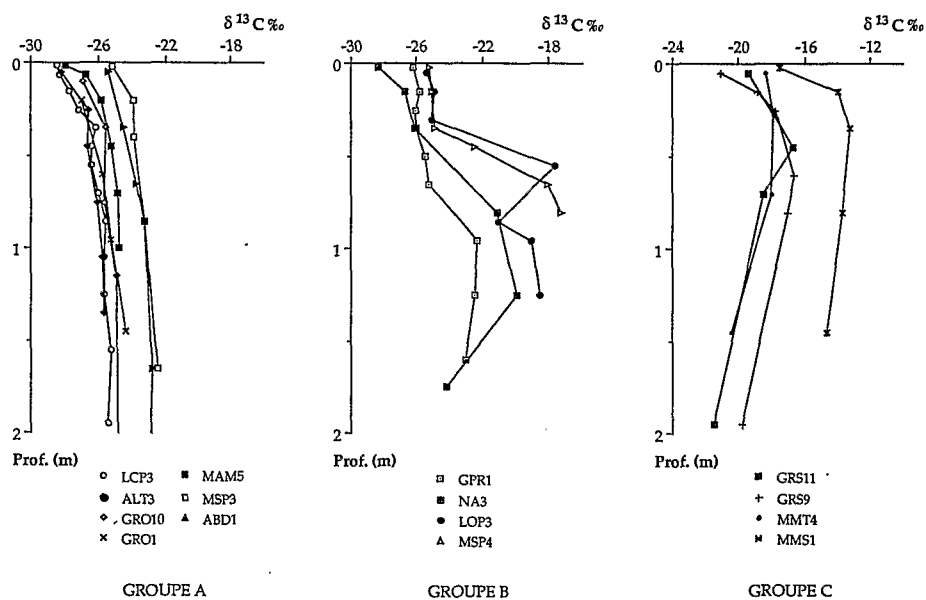 δ 13 C ‰
-30 -26 -22 -18
0
1
2
Prof. (m)
LCP3
ALT3
GRO10
GRO1
MAM5
MSP3
ABD1
GROUPE A
δ 13 C ‰
-30 -26 -22 -18
0
1
2
Prof. (m)
GPR1
NA3
LOP3
MSP4
GROUPE B
δ 13 C ‰
-24 -20 -16 -12
0
1
2
Prof. (m)
GRS11
GRS9
MMT4
MMS1
GROUPE C